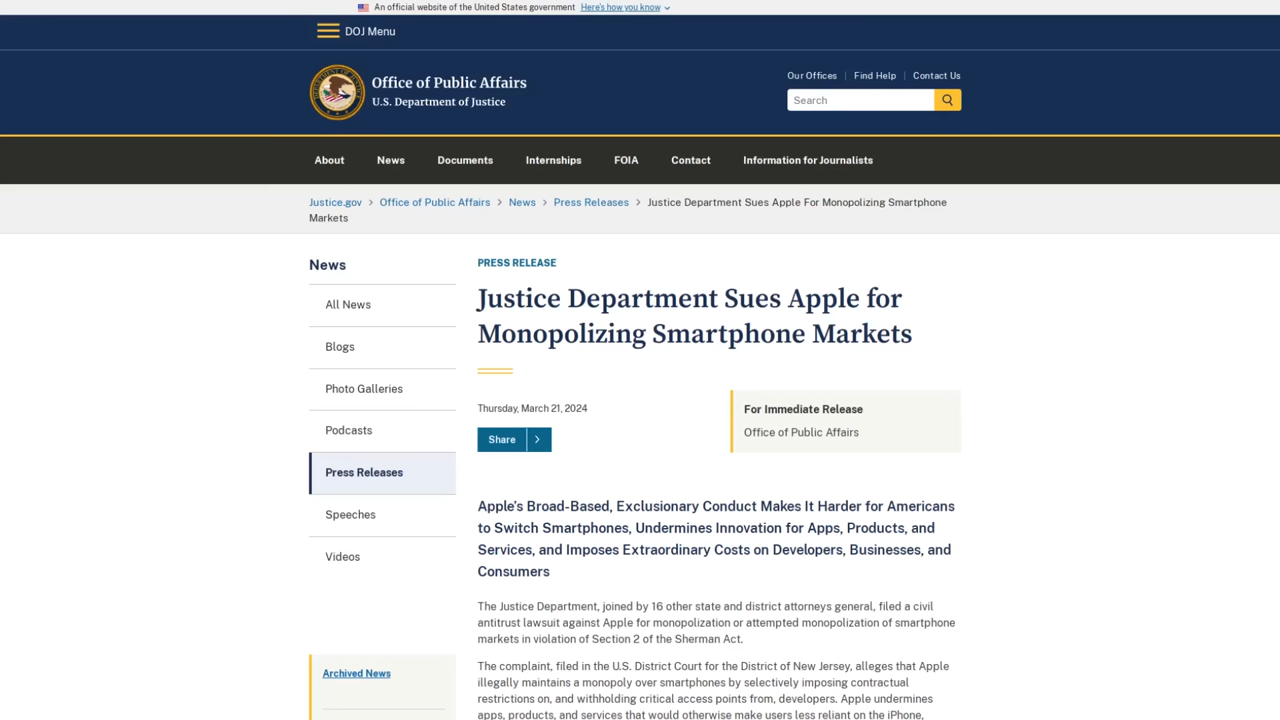 An official website of the United States government Here's how you know
DOJ Menu
Office of Public Affairs
U.S. Department of Justice
Our Offices | Find Help | Contact Us
Search
About News Documents Internships FOIA Contact Information for Journalists
Justice.gov > Office of Public Affairs > News > Press Releases > Justice Department Sues Apple For Monopolizing Smartphone
Markets
News
All News
Blogs
Photo Galleries
Podcasts
Press Releases
Speeches
Videos
Archived News
PRESS RELEASE
Justice Department Sues Apple for
Monopolizing Smartphone Markets
Thursday, March 21, 2024
Share
For Immediate Release
Office of Public Affairs
Apple's Broad-Based, Exclusionary Conduct Makes It Harder for Americans
to Switch Smartphones, Undermines Innovation for Apps, Products, and
Services, and Imposes Extraordinary Costs on Developers, Businesses, and
Consumers
The Justice Department, joined by 16 other state and district attorneys general, filed a civil
antitrust lawsuit against Apple for monopolization or attempted monopolization of smartphone
markets in violation of Section 2 of the Sherman Act.
The complaint, filed in the U.S. District Court for the District of New Jersey, alleges that Apple
illegally maintains a monopoly over smartphones by selectively imposing contractual
restrictions on, and withholding critical access points from, developers. Apple undermines
apps, products, and services that would otherwise make users less reliant on the iPhone,